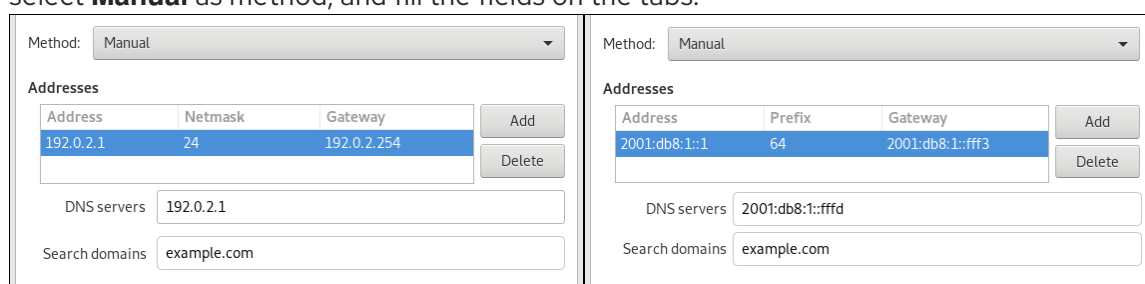 select Manual as method, and fill the fields on the tabs:
Method: Manual
Addresses
Address Netmask Gateway
192.0.2.1 24 192.0.2.254
Add
Delete
DNS servers 192.0.2.1
Search domains example.com
Method: Manual
Addresses
Address Prefix Gateway
2001:db8:1::1 64 2001:db8:1::fff3
Add
Delete
DNS servers 2001:db8:1::fffd
Search domains example.com